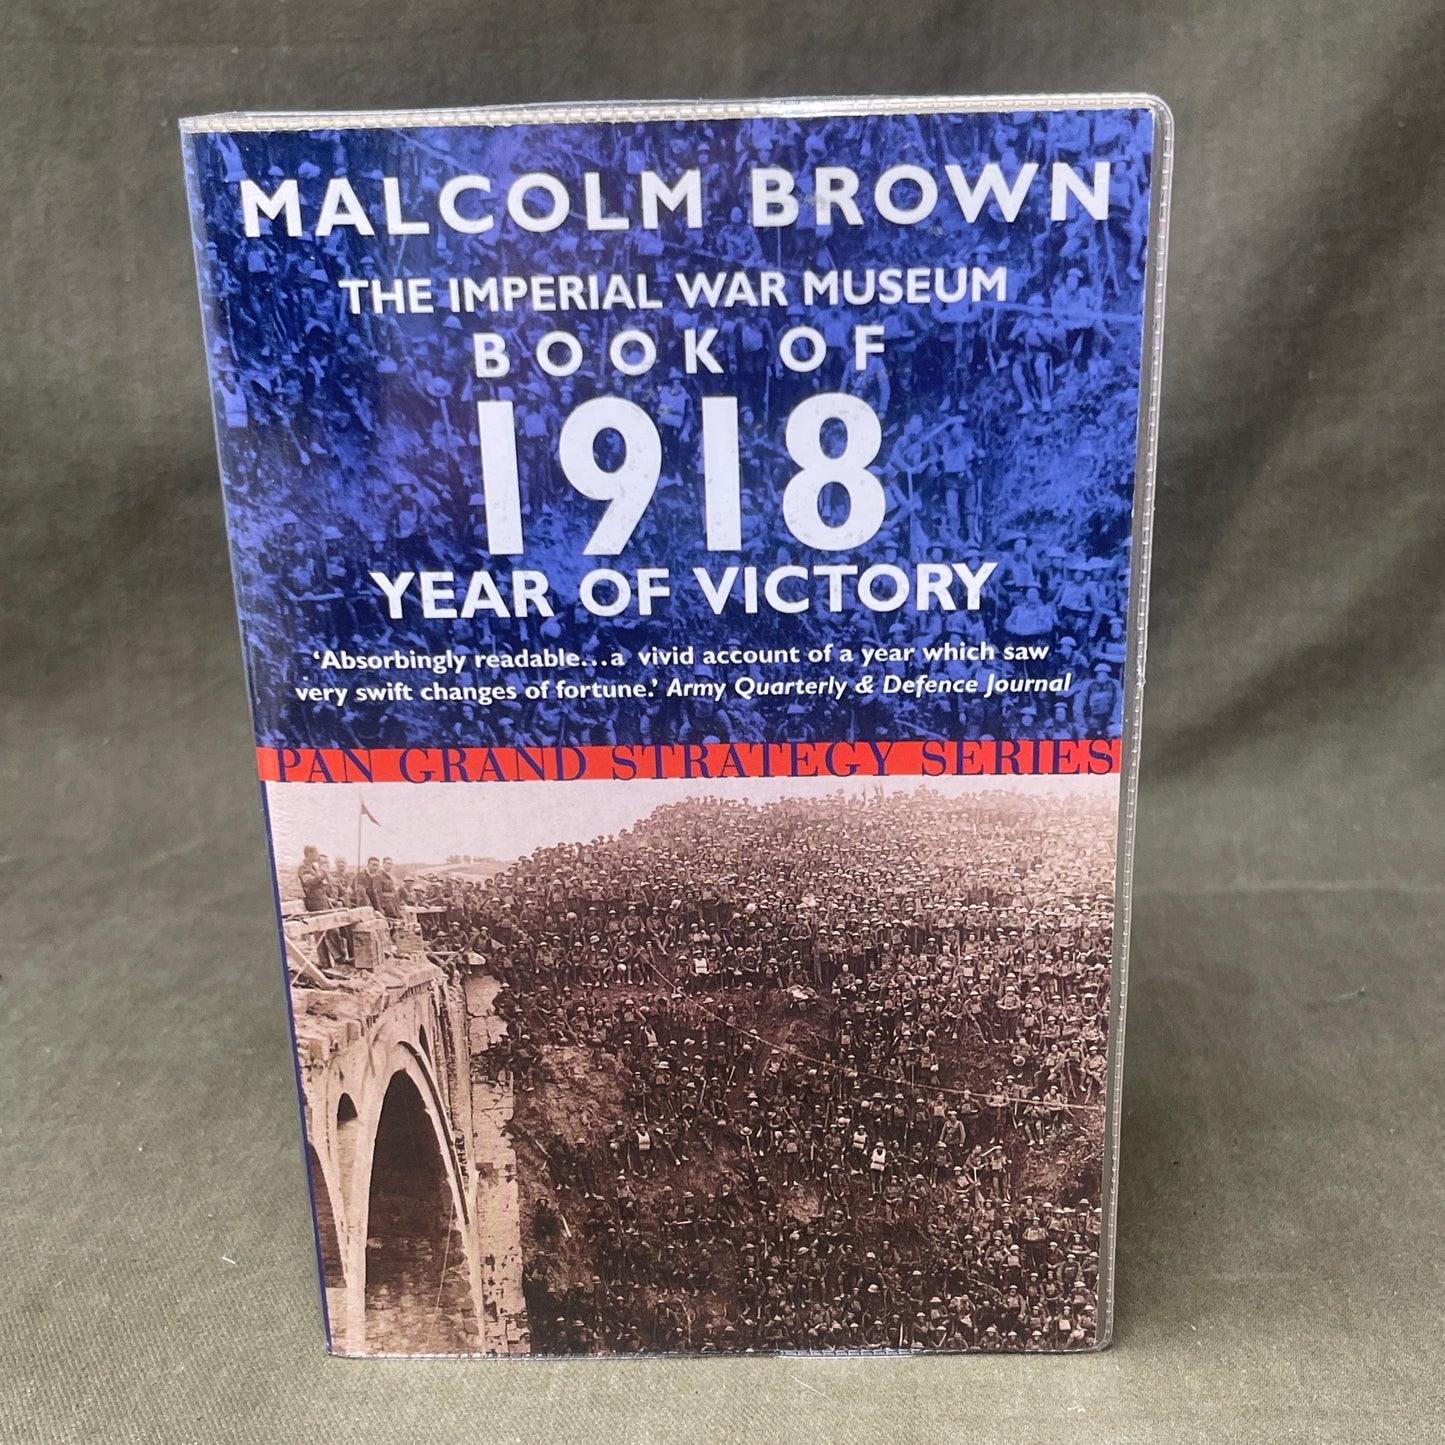 MALCOLM BROWN
THE IMPERIAL WAR MUSEUM
BOOK OF
1918
YEAR OF VICTORY
‘Absorbingly readable...a vivid account of a year which saw
very swift changes of fortune.’ Army Quarterly & Defence Journal
PAN GRAND STRATEGY SERIES